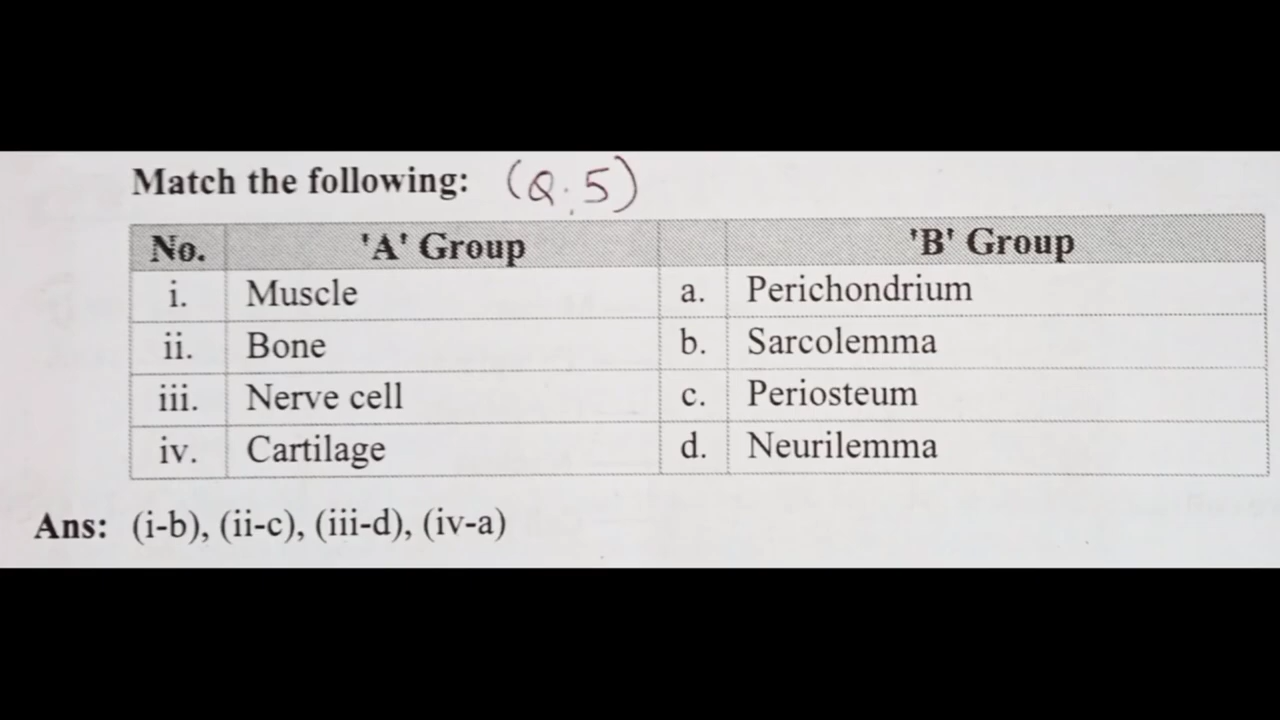 Match the following: (Q.5)
No. 'A' Group 'B' Group
i. Muscle a. Perichondrium
ii. Bone b. Sarcolemma
iii. Nerve cell c. Periosteum
iv. Cartilage d. Neurilemma
Ans: (i-b), (ii-c), (iii-d), (iv-a)